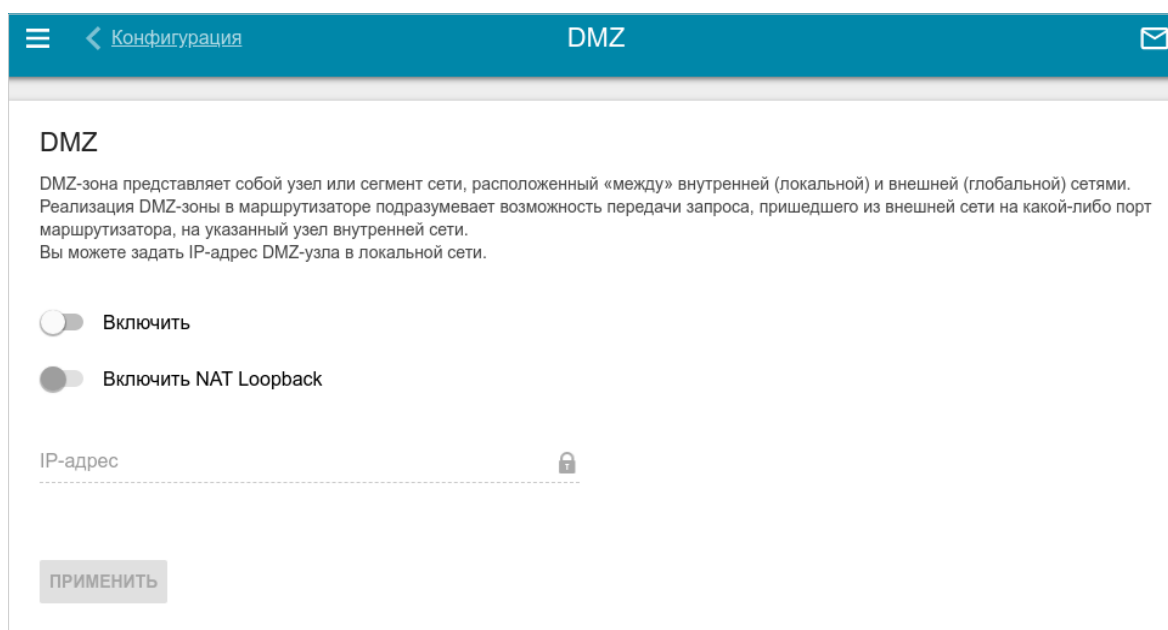 Конфигурация
DMZ
DMZ
DMZ-зона представляет собой узел или сегмент сети, расположенный «между» внутренней (локальной) и внешней (глобальной) сетями.
Реализация DMZ-зоны в маршрутизаторе подразумевает возможность передачи запроса, пришедшего из внешней сети на какой-либо порт
маршрутизатора, на указанный узел внутренней сети.
Вы можете задать IP-адрес DMZ-узла в локальной сети.
Включить
Включить NAT Loopback
IP-адрес
ПРИМЕНИТЬ